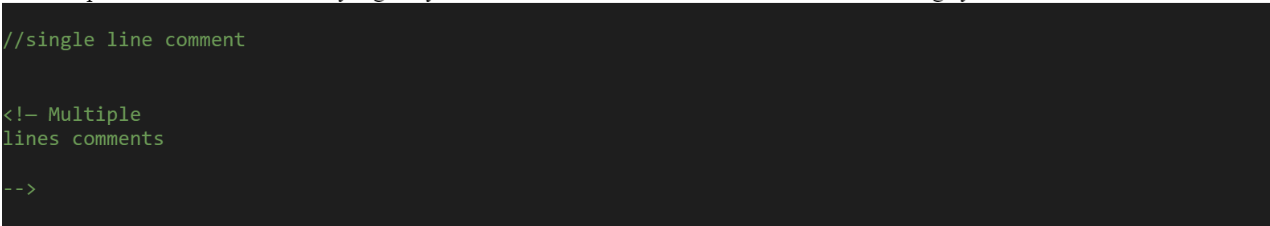 //single line comment
<!— Multiple
lines comments
-->